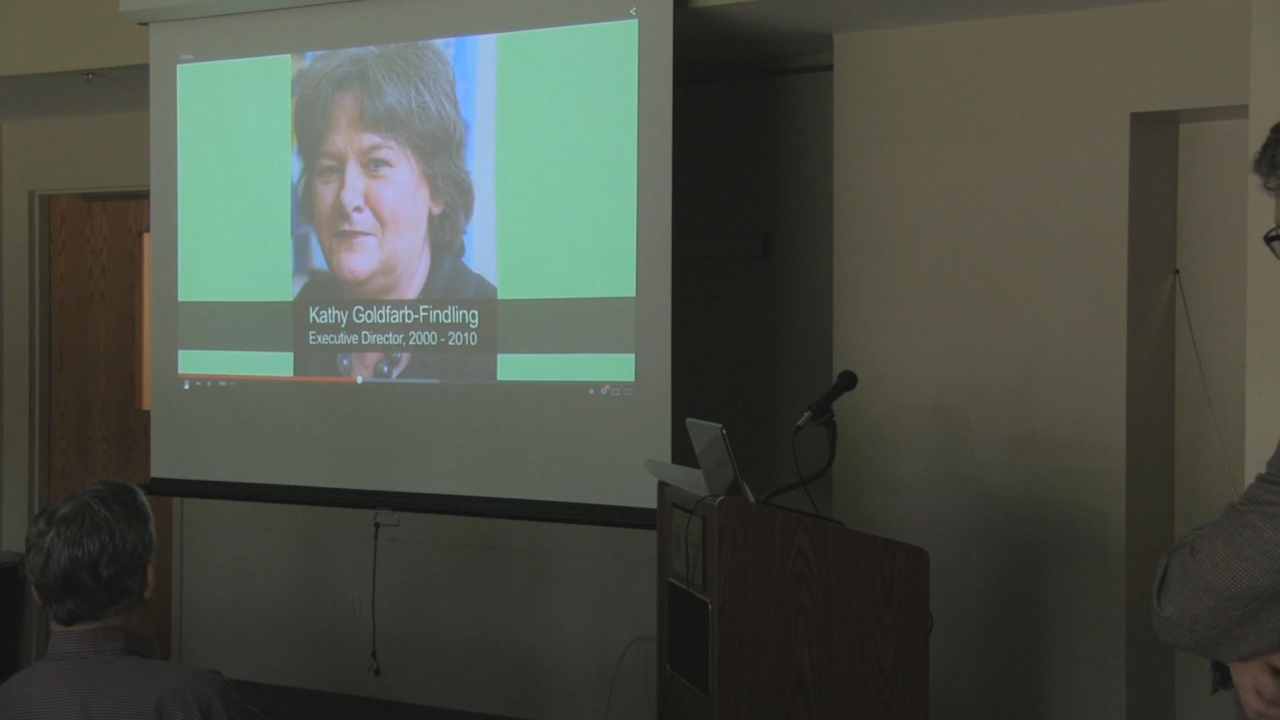 Kathy Goldfarb-Findling
Executive Director, 2000 - 2010